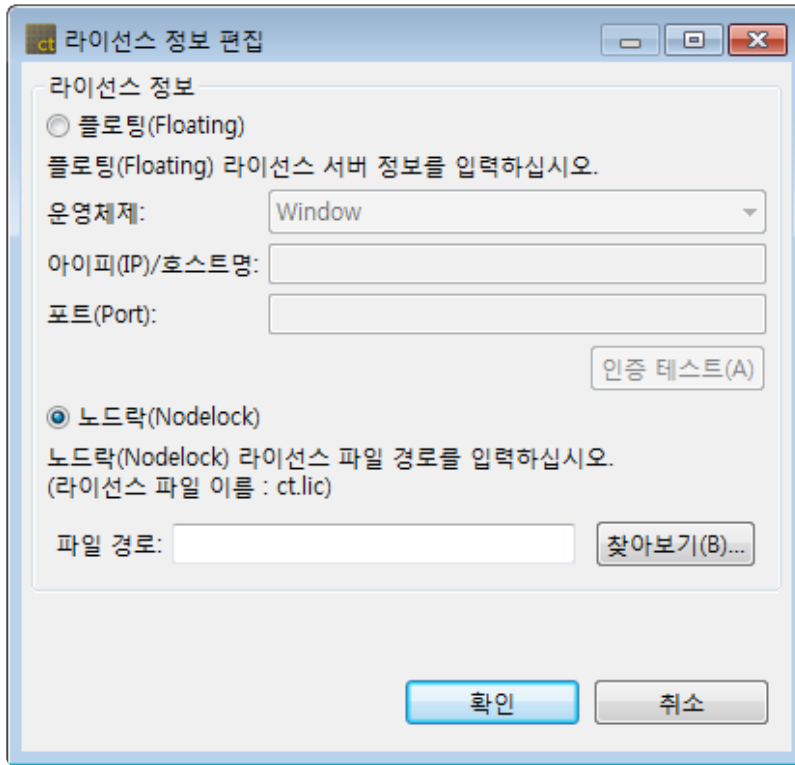 ct 라이선스 정보 편집
라이선스 정보
플로팅(Floating)
플로팅(Floating) 라이선스 서버 정보를 입력하십시오.
운영체제: Window
아이피(IP)/호스트명:
포트(Port):
인증 테스트(A)
노드락(Nodelock)
노드락(Nodelock) 라이선스 파일 경로를 입력하십시오.
(라이선스 파일 이름 : ct.lic)
파일 경로: 찾아보기(B)...
확인 취소